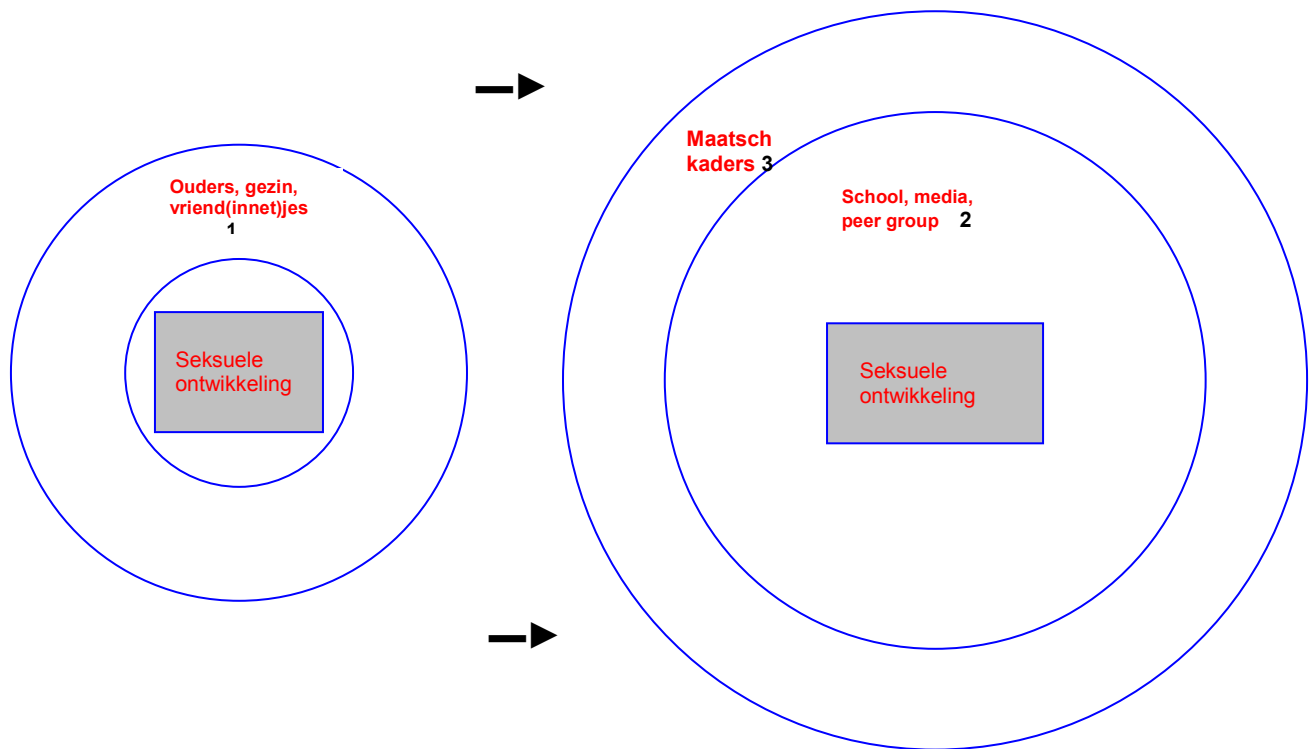 Ouders, gezin,
vriend(innet)jes
1
Seksuele
ontwikkeling
Maatsch
kaders 3
School, media,
peer group 2
Seksuele
ontwikkeling